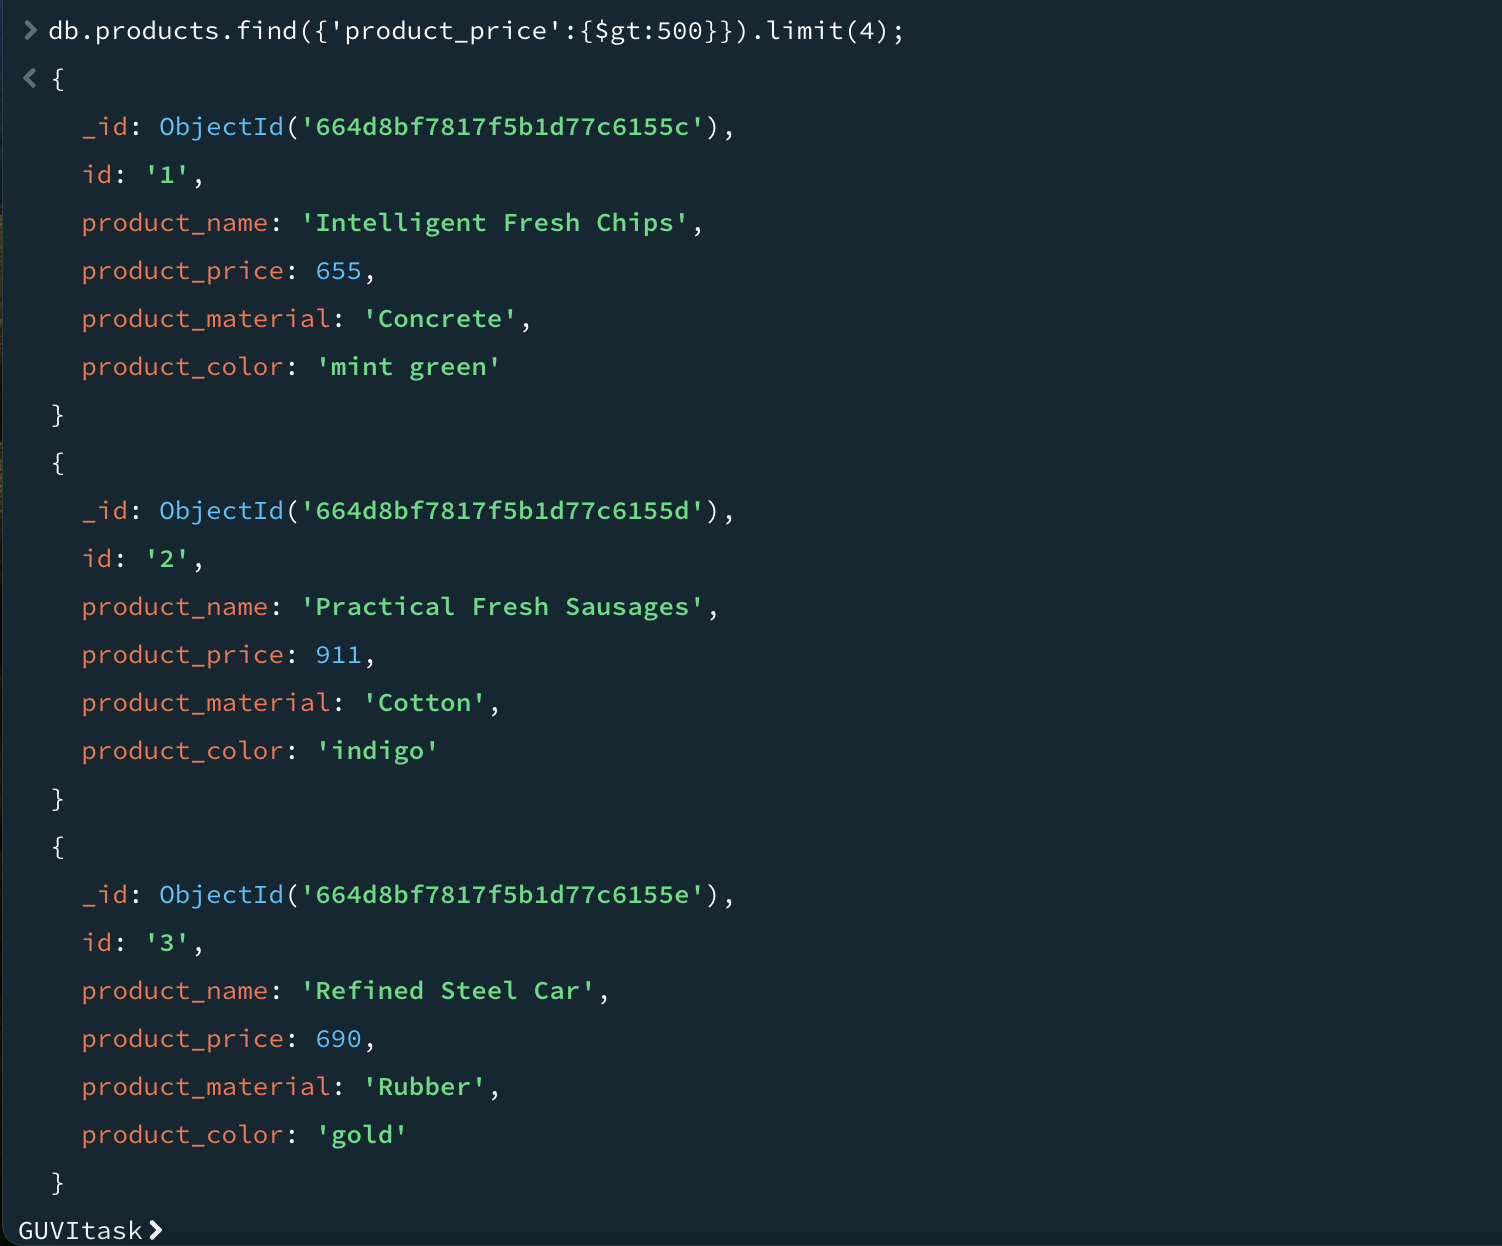 > db.products.find({'product_price':{$gt:500}}).limit(4);
< {
_id: ObjectId('664d8bf7817f5b1d77c6155c'),
id: '1',
product_name: 'Intelligent Fresh Chips',
product_price: 655,
product_material: 'Concrete',
product_color: 'mint green'
}
{
_id: ObjectId('664d8bf7817f5b1d77c6155d'),
id: '2',
product_name: 'Practical Fresh Sausages',
product_price: 911,
product_material: 'Cotton',
product_color: 'indigo'
}
{
_id: ObjectId('664d8bf7817f5b1d77c6155e'),
id: '3',
product_name: 'Refined Steel Car',
product_price: 690,
product_material: 'Rubber',
product_color: 'gold'
}
GUVItask>